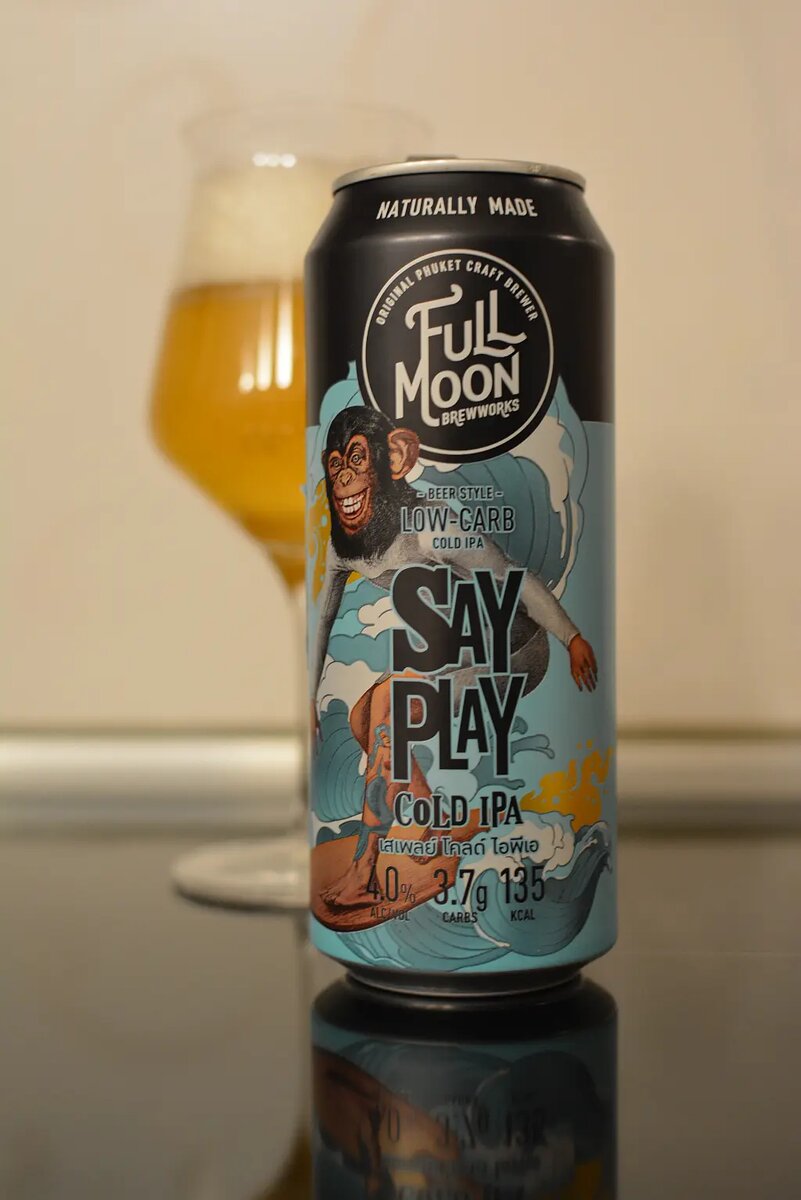 NATURALLY MADE
ORIGINAL PHUKET CRAFT BREWER
FULL
MOON
BREWWORKS
- BEER STYLE -
LOW-CARB
COLD IPA
SAY
PLAY
COLD IPA
เสเพลย์ โคลด์ ไอพีเอ
4.0% 3.7g 135
ALC/VOL CARBS KCAL